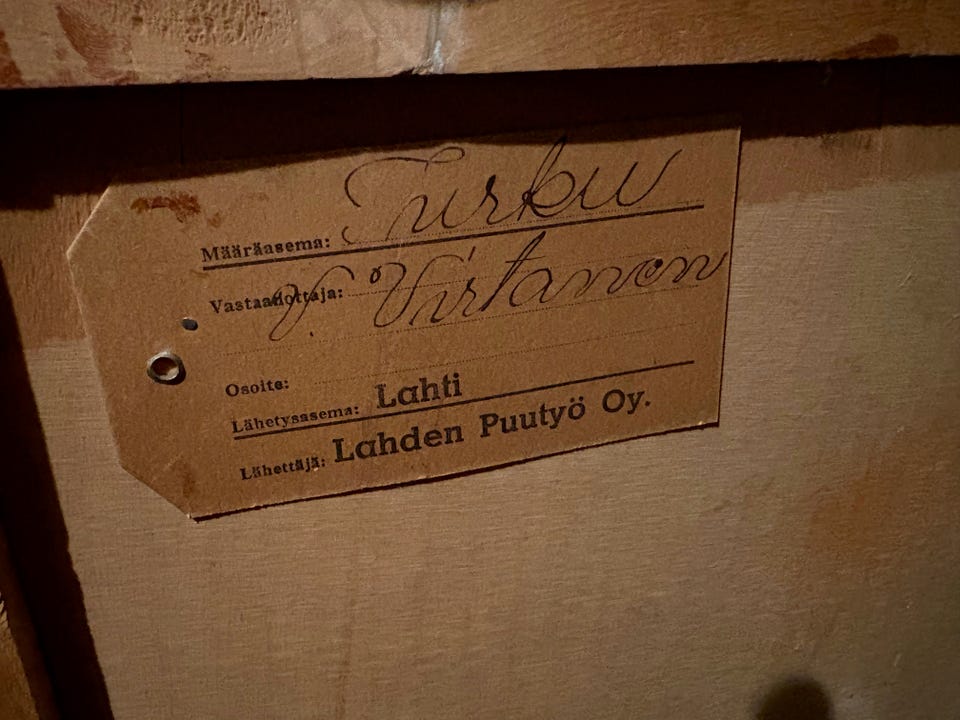 Määräasema: Turku
Vastaanottaja: V. Virtanen
Osoite:
Lähetysasema: Lahti
Lähettäjä: Lahden Puutyö Oy.